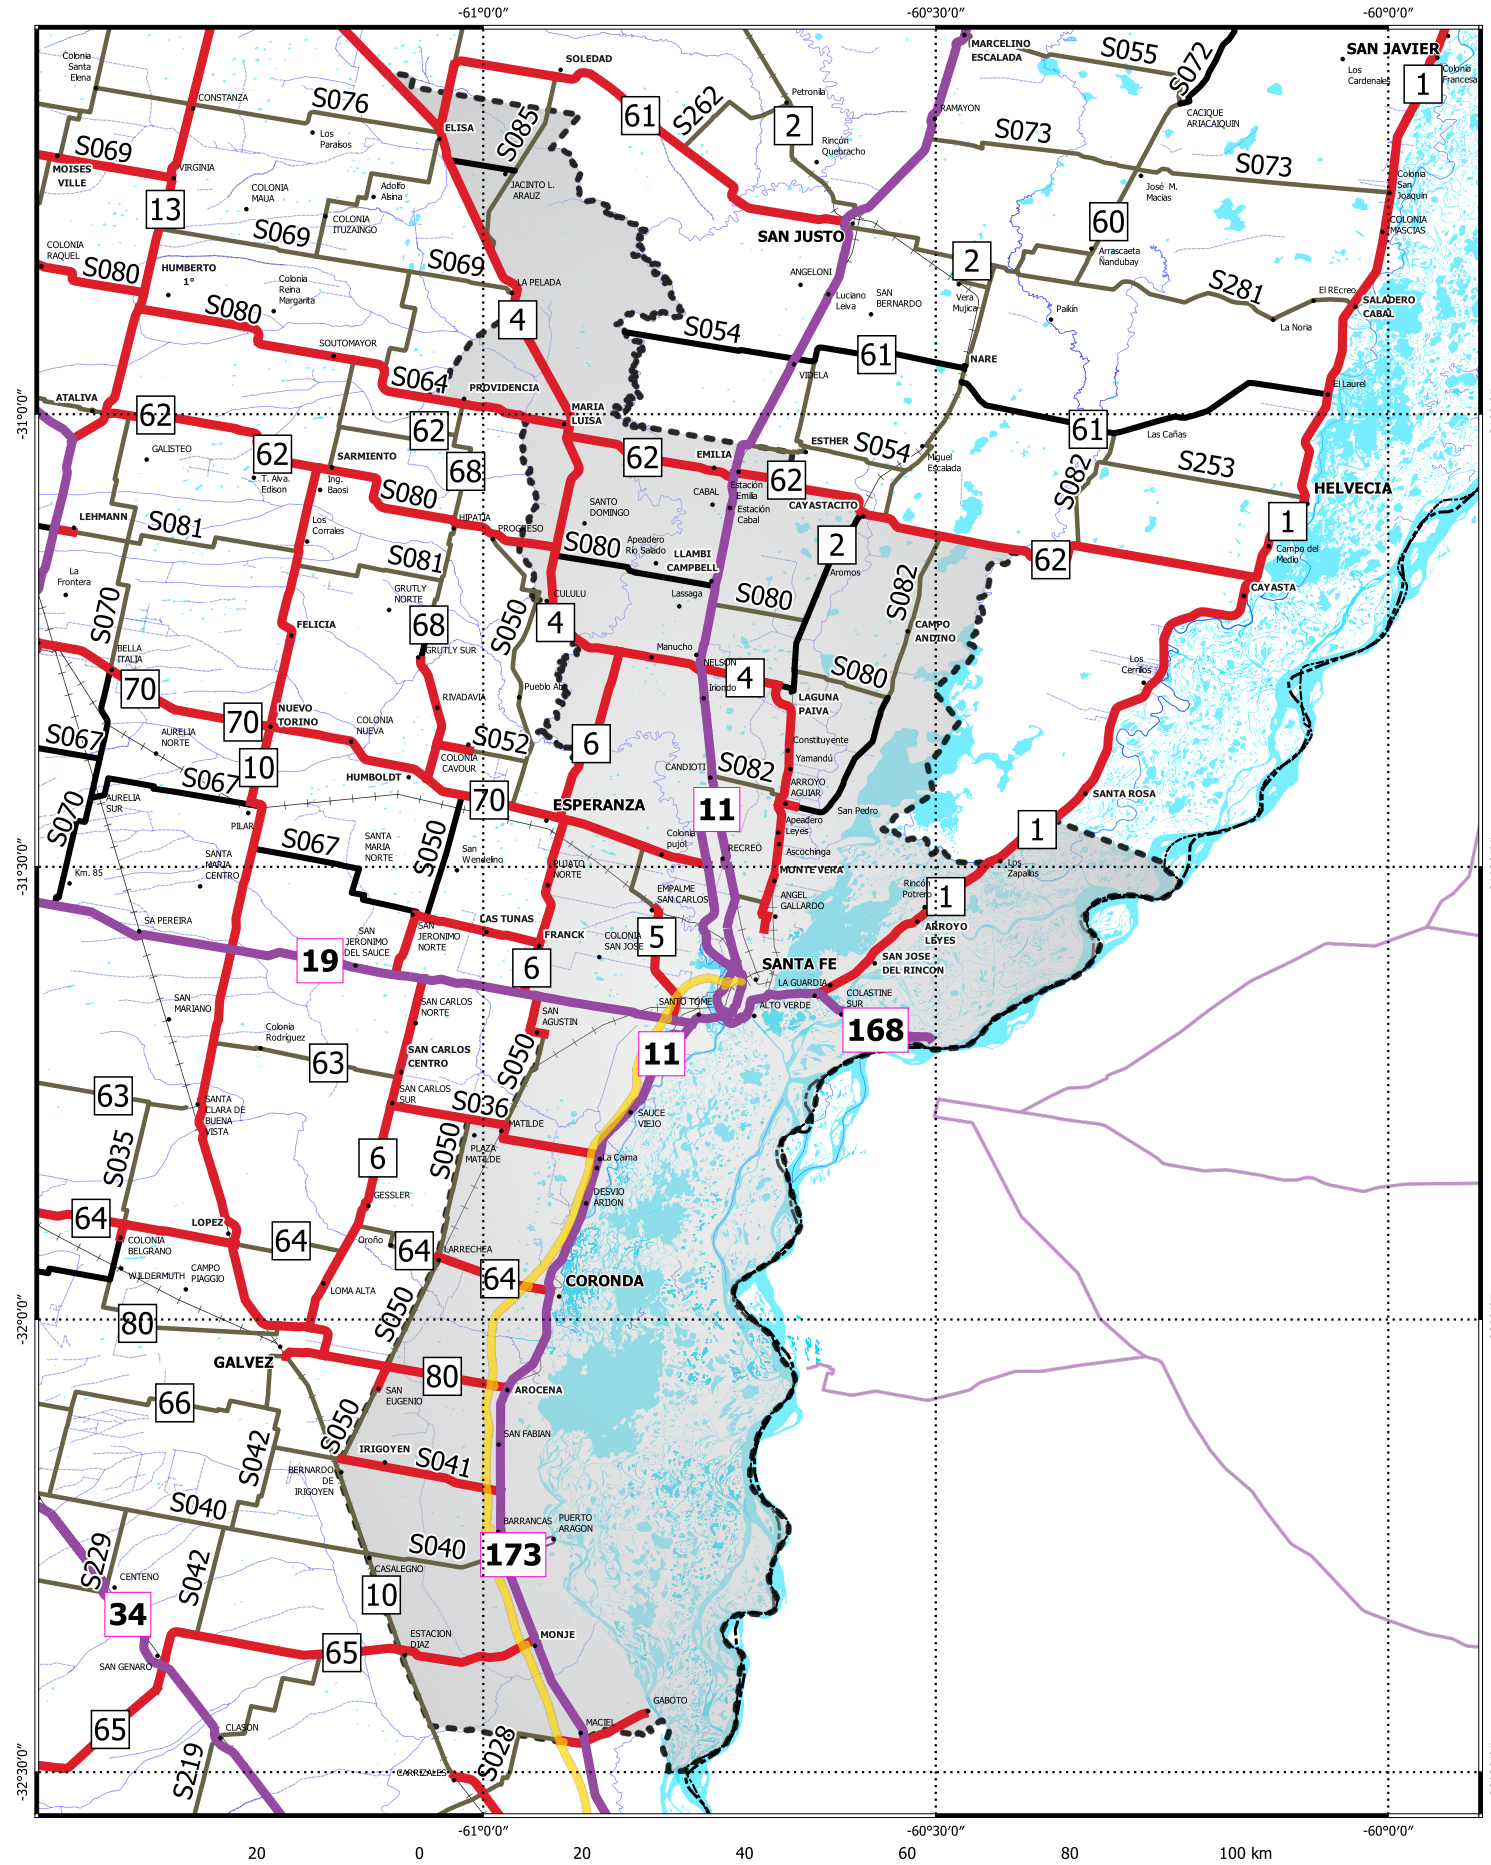 -61°0′0″
-60°30′0″
-60°0′0″
Colonia
Santa
Elena
SOLEDAD
MARCELINO
ESCALADA
S055
S072
SAN JAVIER
Los
Cardenales
Colonia
Francesa
1
CONSTANZA
S076
Petronila
S262
61
2
RAMAYON
CACIQUE
ARIACAIQUIN
Los
Paraísos
ELISA
S085
Rincón
Quebracho
S073
S073
S069
MOISES
VILLE
VIRGINIA
COLONIA
MAUA
Adolfo
Alsina
JACINTO L.
ARAUZ
José M.
Macias
Colonia
San
Joaquin
13
COLONIA
ITUZAINGO
SAN JUSTO
60
COLONIA
MASCIAS
S069
COLONIA
RAQUEL
S080
HUMBERTO
1°
S069
LA PELADA
ANGELONI
2
Arrascaeta
Ñandubay
Colonia
Reina
Margarita
Luciano
Leiva
SAN
BERNARDO
Vera
Mujica
Paikín
S281
El REcreo
SALADERO
CABAL
La Noria
S080
4
S054
SOUTOMAYOR
61
NARE
S064
PROVIDENCIA
VIDELA
El Laurel
ATALIVA
62
MARIA
LUISA
62
61
Las Cañas
GALISTEO
62
SARMIENTO
68
62
EMILIA
ESTHER
S054
Miguel
Escalada
S082
S253
HELVECIA
T. Alva.
Edison
Ing.
Baosi
S080
Estación
Emilia
62
CABAL
Estación
Cabal
CAYASTACITO
LEHMANN
S081
Los
Corrales
HIPATIA
PROGRESO
SANTO
DOMINGO
1
Campo del
Medio
S081
S080
Apeadero
Río Salado
LLAMBI
CAMPBELL
2
Aromos
62
La
Frontera
GRUTLY
NORTE
CULULU
Lassaga
S080
S082
CAYASTA
S070
FELICIA
68
S050
4
CAMPO
ANDINO
BELLA
ITALIA
GRUTLY SUR
Manucho
NELSON
4
S080
Los
Cerrillos
70
RIVADAVIA
Iriondo
LAGUNA
PAIVA
NUEVO
TORINO
70
COLONIA
NUEVA
S067
AURELIA
NORTE
S052
6
Constituyente
Yamandú
10
COLONIA
CAVOUR
CANDIOTI
S082
S067
HUMBOLDT
ARROYO
AGUIAR
SANTA ROSA
AURELIA
SUR
70
ESPERANZA
11
San Pedro
S070
PILAR
S067
S050
Apeadero
Leyes
1
Colonia
pujol
SANTA
MARIA
NORTE
San
Wendelino
RECREO
Ascochinga
SANTA
MARIA
CENTRO
Km. 85
PUJATO
NORTE
MONTE VERA
Los
Zapallos
EMPALME
SAN CARLOS
ANGEL
GALLARDO
Rincón
Potrero
1
SA PEREIRA
SAN
JERONIMO
DEL SAUCE
SAN
JERONIMO
NORTE
LAS TUNAS
FRANCK
COLONIA
SAN JOSE
5
ARROYO
LEYES
19
6
SANTA FE
SAN JOSE
DEL RINCON
LA GUARDIA
SAN
MARIANO
SAN CARLOS
NORTE
SANTO TOME
ALTO VERDE
COLASTINE
SUR
SAN
AGUSTIN
168
Colonia
Rodriguez
63
SAN CARLOS
CENTRO
S050
11
63
SANTA
CLARA DE
BUENA
VISTA
SAN CARLOS
SUR
S036
MATILDE
SAUCE
VIEJO
S035
6
S050
PLAZA
MATILDE
La Caima
GESSLER
DESVIO
ARIJON
64
LOPEZ
COLONIA
BELGRANO
64
Oroño
64
LARRECHEA
64
CORONDA
WILDERMUTH
CAMPO
PIAGGIO
LOMA ALTA
S050
80
GALVEZ
80
SAN
EUGENIO
AROCENA
66
S050
SAN FABIAN
S042
IRIGOYEN
S041
BERNARDO
DE
IRIGOYEN
S040
BARRANCAS
PUERTO
ARAGON
S229
S042
CENTENO
S040
173
CASALEGNO
34
10
ESTACION
DIAZ
MONJE
65
SAN GENARO
GABOTO
65
CLASON
MACIEL
S028
S219
CARRIZALES
-31°0′0″
-31°30′0″
-32°0′0″
-32°30′0″
-61°0′0″
-60°30′0″
-60°0′0″
20
0
20
40
60
80
100 km